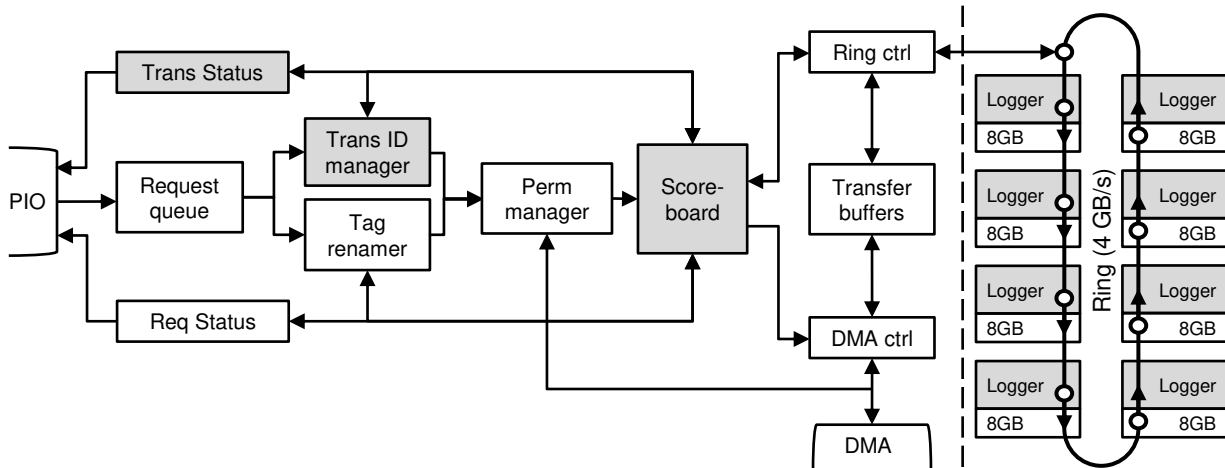 Trans Status
Trans ID
manager
PIO
Request
queue
Tag
renamer
Req Status
Perm
manager
Score-
board
Ring ctrl
Transfer
buffers
DMA ctrl
DMA
Logger
8GB
Logger
8GB
Logger
8GB
Logger
8GB
Ring (4 GB/s)
Logger
8GB
Logger
8GB
Logger
8GB
Logger
8GB